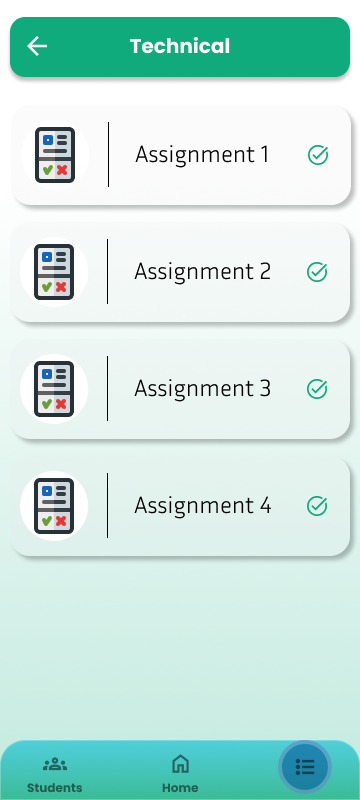 Technical
Assignment 1
Assignment 2
Assignment 3
Assignment 4
Students
Home